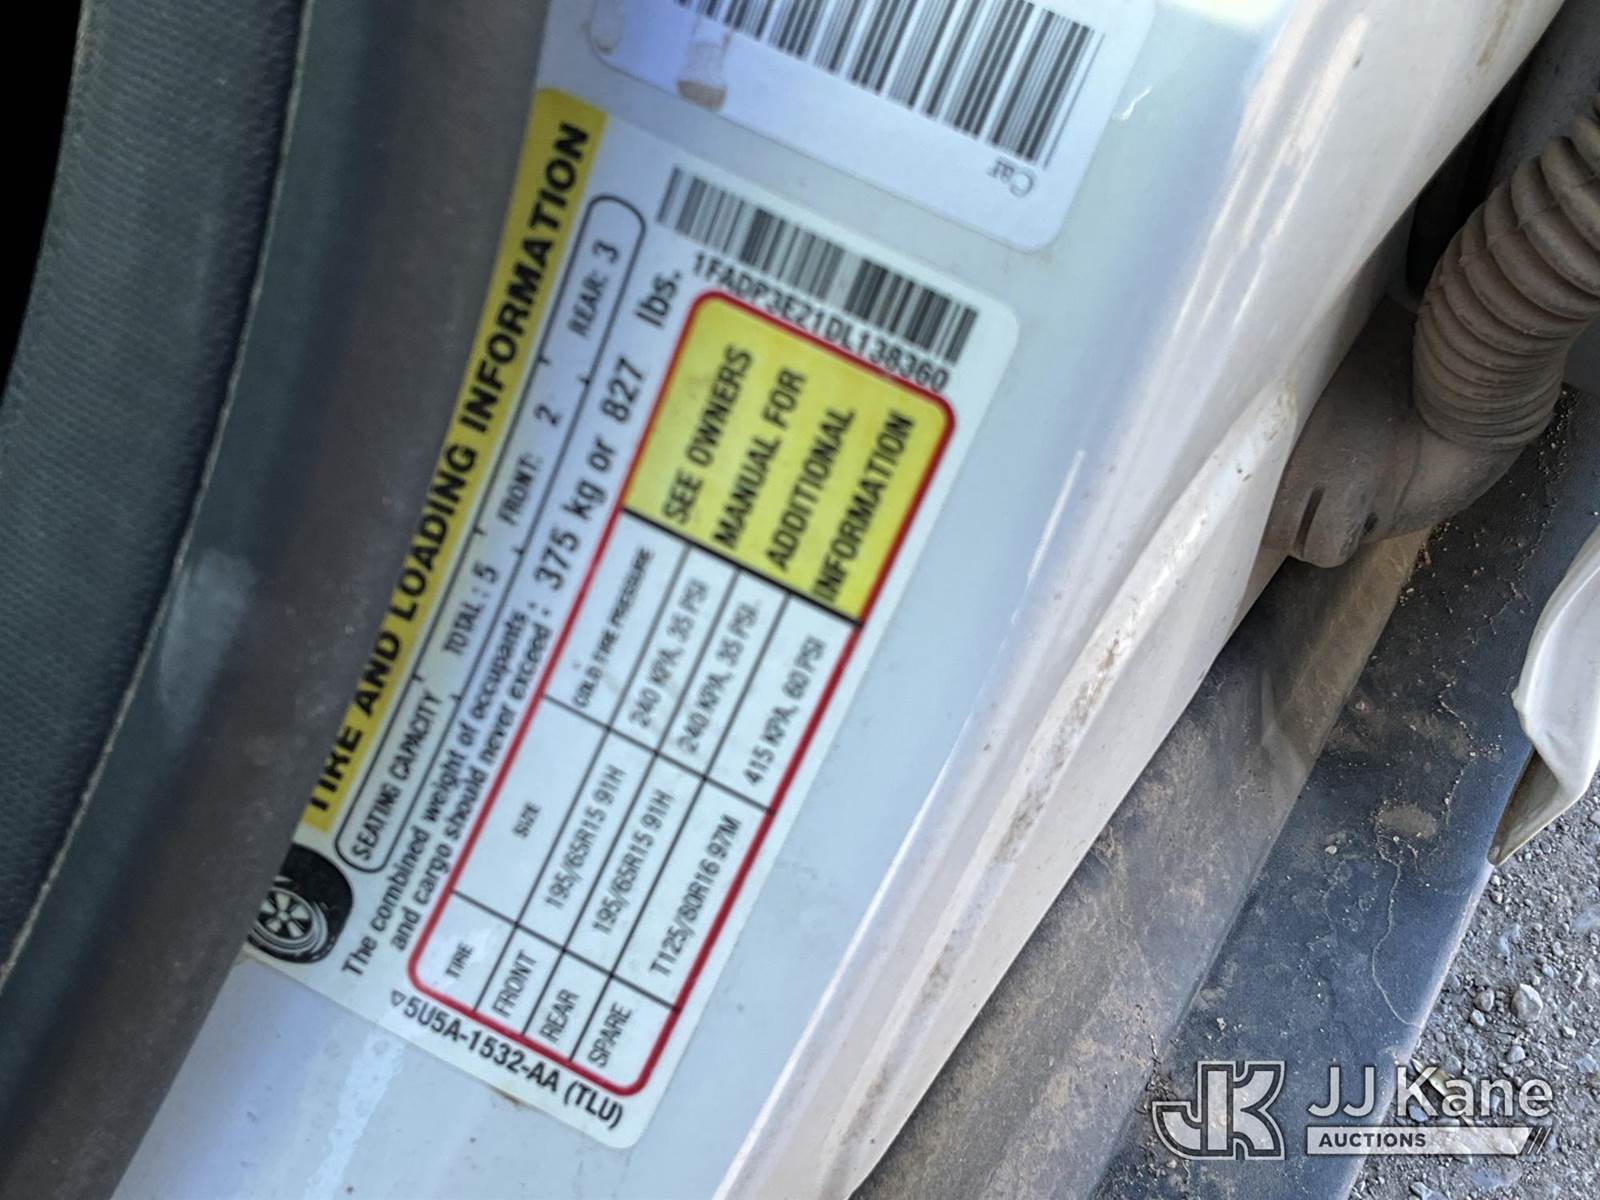 Car
TIRE AND LOADING INFORMATION
SEATING CAPACITY TOTAL : 5 FRONT: 2 REAR: 3
The combined weight of occupants
and cargo should never exceed : 375 kg or 827 lbs.
TIRE SIZE COLD TIRE PRESSURE
FRONT 195/65R15 91H 240 KPA, 35 PSI
REAR 195/65R15 91H 240 KPA, 35 PSI.
SPARE T125/80R16 97M 415 KPA, 60 PSI
SEE OWNERS
MANUAL FOR
ADDITIONAL
INFORMATION
5U5A-1532-AA (TLU)
1FADP3EZ1DL138360
JK
JJ Kane
AUCTIONS